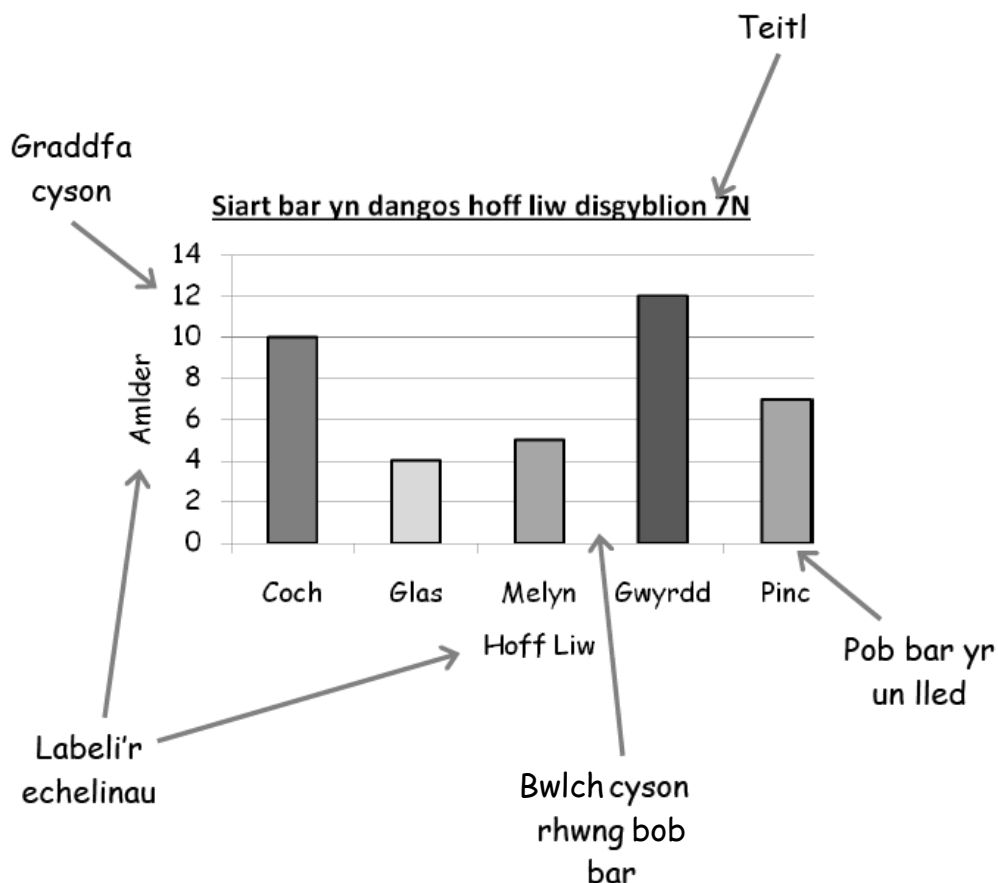 Teitl
Graddfa
cyson
Siart bar yn dangos hoff liw disgyblion 7N
14
12
10
8
6
4
2
0
Amlder
Coch Glas Melyn Gwyrdd Pinc
Hoff Liw
Pob bar yr
un lled
Labeli'r
echelinau
Bwlch cyson
rhwng bob
bar